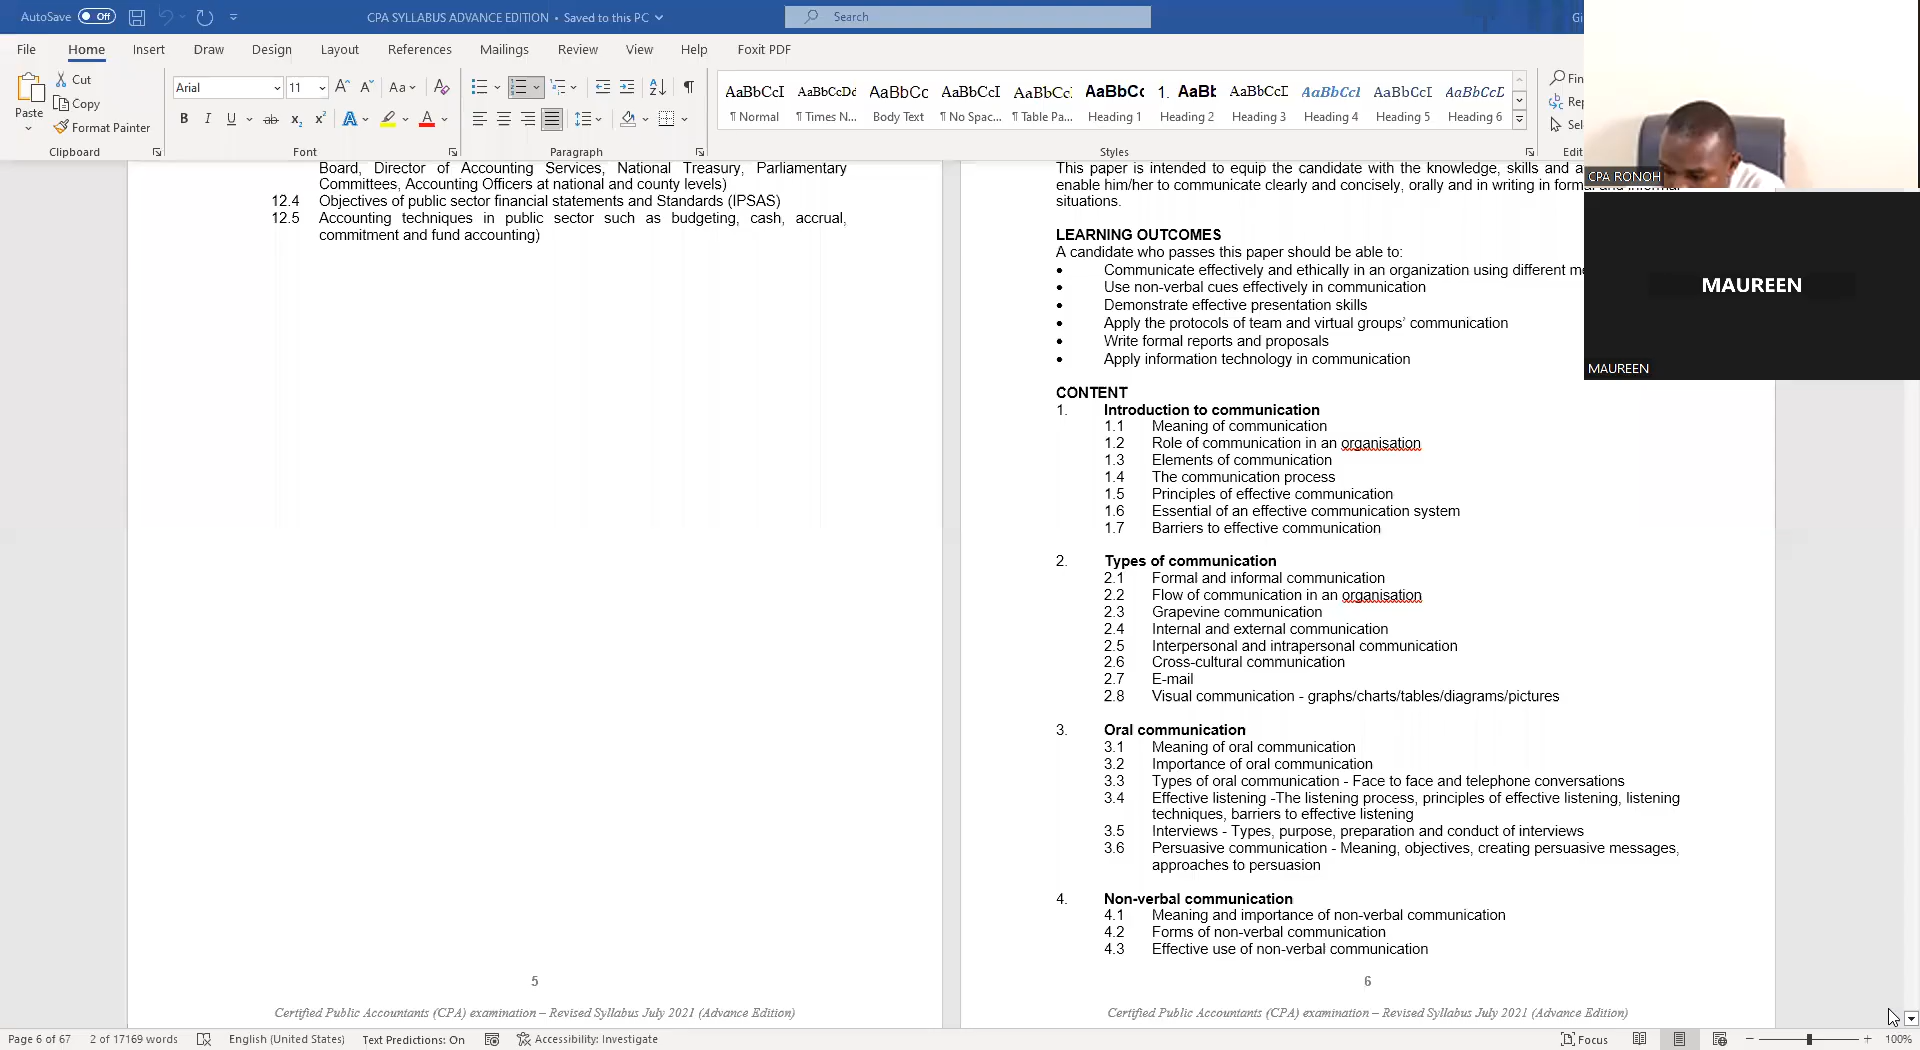 AutoSave Off CPA SYLLABUS ADVANCE EDITION • Saved to this PC Search
File Home Insert Draw Design Layout References Mailings Review View Help Foxit PDF
Paste Cut Copy Format Painter
Clipboard
Arial 11
Font
Paragraph
AaBbCcI AaBbCcDd AaBbCc AaBbCcI AaBbCc AaBbCc 1. AaBb AaBbCcI AaBbCcI AaBbCcI AaBbCcD
¶ Normal ¶ Times N... Body Text ¶ No Spac... ¶ Table Pa... Heading 1 Heading 2 Heading 3 Heading 4 Heading 5 Heading 6
Styles
Board, Director of Accounting Services, National Treasury, Parliamentary
Committees, Accounting Officers at national and county levels)
12.4 Objectives of public sector financial statements and Standards (IPSAS)
12.5 Accounting techniques in public sector such as budgeting, cash, accrual,
commitment and fund accounting)
5
Certified Public Accountants (CPA) examination – Revised Syllabus July 2021 (Advance Edition)
This paper is intended to equip the candidate with the knowledge, skills and
enable him/her to communicate clearly and concisely, orally and in writing in
situations.
LEARNING OUTCOMES
A candidate who passes this paper should be able to:
• Communicate effectively and ethically in an organization using different
• Use non-verbal cues effectively in communication
• Demonstrate effective presentation skills
• Apply the protocols of team and virtual groups’ communication
• Write formal reports and proposals
• Apply information technology in communication
CONTENT
1. Introduction to communication
1.1 Meaning of communication
1.2 Role of communication in an organisation
1.3 Elements of communication
1.4 The communication process
1.5 Principles of effective communication
1.6 Essential of an effective communication system
1.7 Barriers to effective communication
2. Types of communication
2.1 Formal and informal communication
2.2 Flow of communication in an organisation
2.3 Grapevine communication
2.4 Internal and external communication
2.5 Interpersonal and intrapersonal communication
2.6 Cross-cultural communication
2.7 E-mail
2.8 Visual communication - graphs/charts/tables/diagrams/pictures
3. Oral communication
3.1 Meaning of oral communication
3.2 Importance of oral communication
3.3 Types of oral communication - Face to face and telephone conversations
3.4 Effective listening -The listening process, principles of effective listening, listening
techniques, barriers to effective listening
3.5 Interviews - Types, purpose, preparation and conduct of interviews
3.6 Persuasive communication - Meaning, objectives, creating persuasive messages,
approaches to persuasion
4. Non-verbal communication
4.1 Meaning and importance of non-verbal communication
4.2 Forms of non-verbal communication
4.3 Effective use of non-verbal communication
6
Certified Public Accountants (CPA) examination – Revised Syllabus July 2021 (Advance Edition)
CPA RONOH
MAUREEN
MAUREEN
Page 6 of 67 2 of 17169 words English (United States) Text Predictions: On Accessibility: Investigate Focus 100%